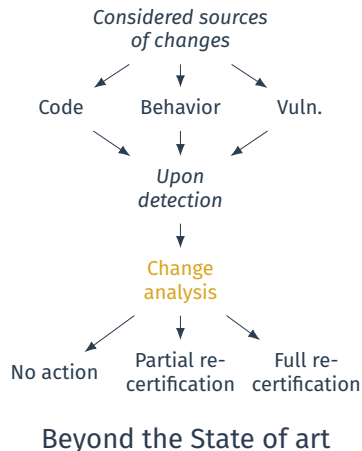 Considered sources
of changes
Code Behavior Vuln.
Upon
detection
Change
analysis
No action Partial re-
certification Full re-
certification
Beyond the State of art